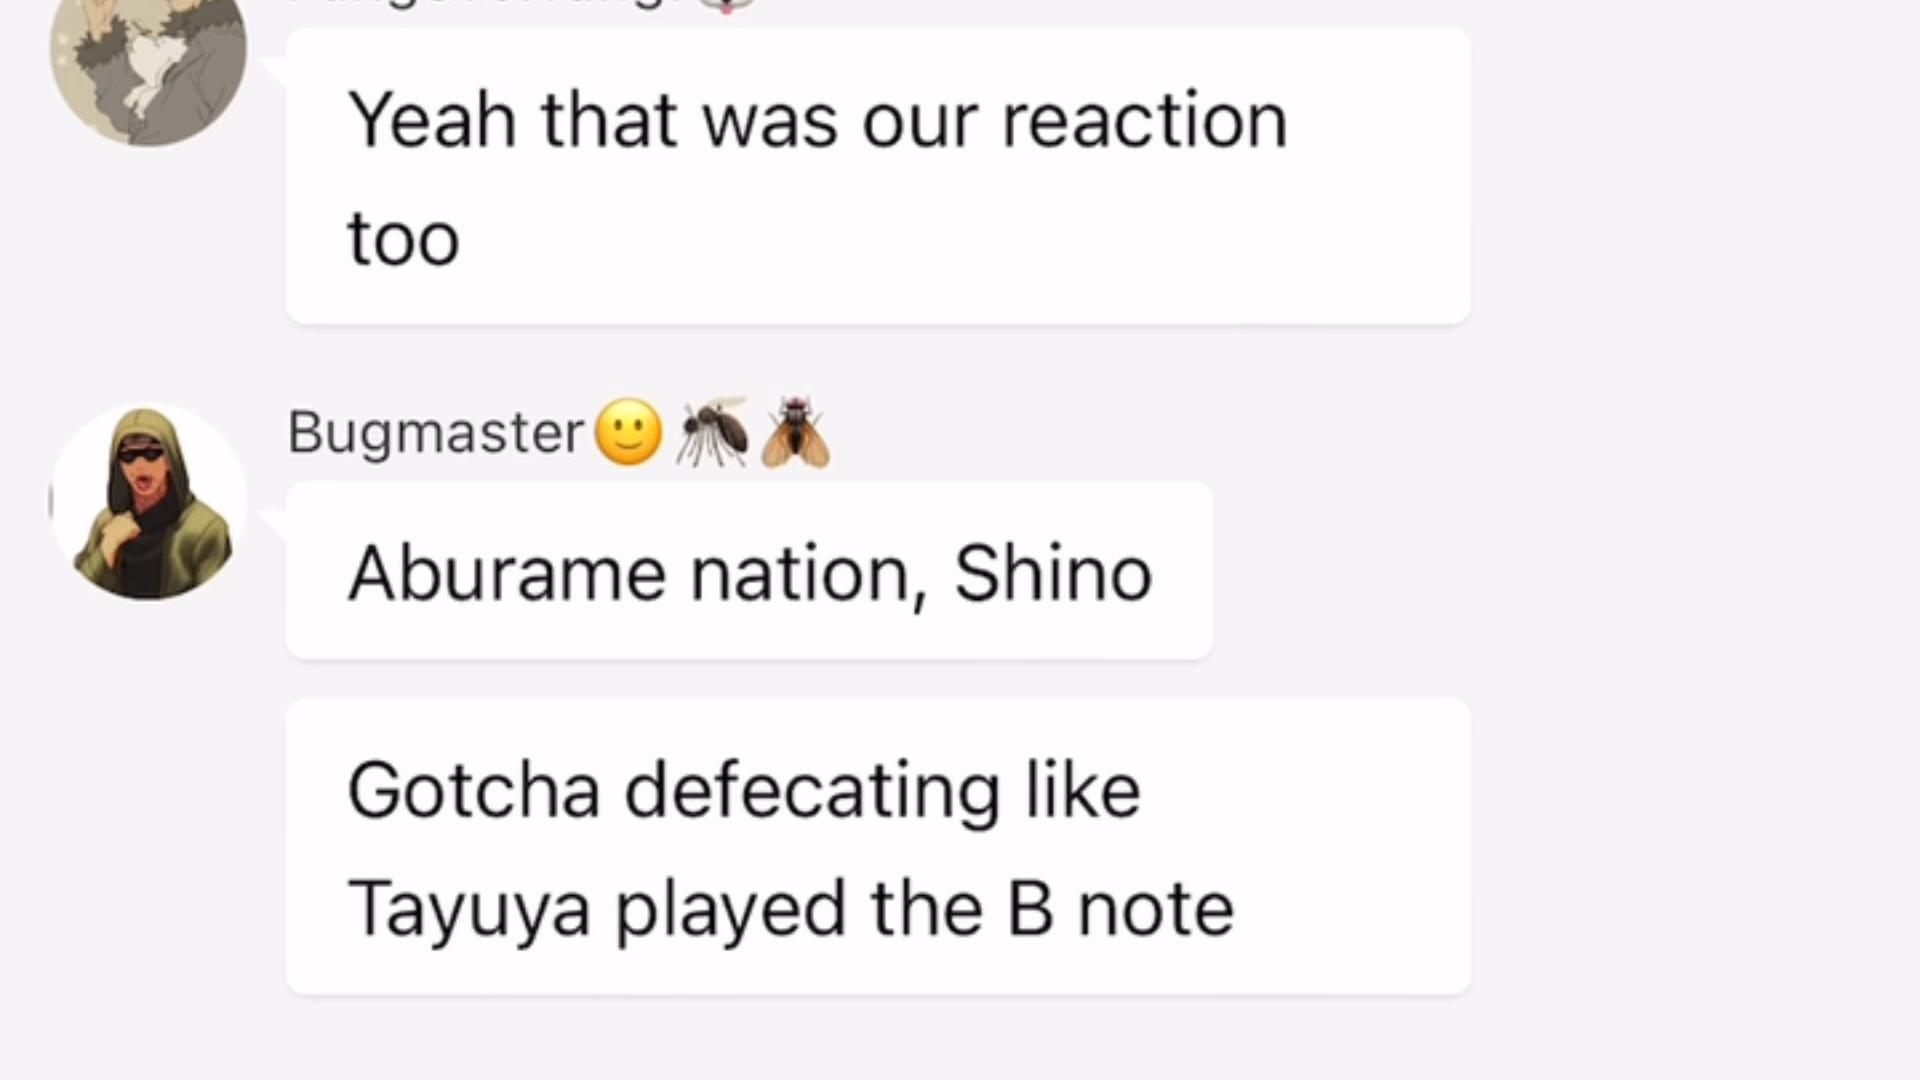 Yeah that was our reaction
too
Bugmaster🙂🦟🪰
Aburame nation, Shino
Gotcha defecating like
Tayuya played the B note